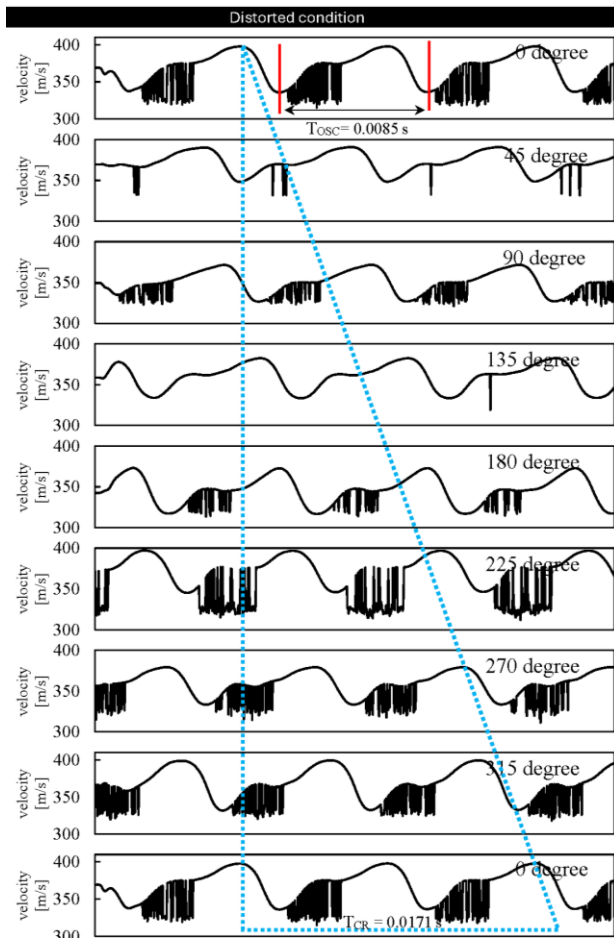 Distorted condition
velocity [m/s]
400
350
300
0 degree
T_OSC= 0.0085 s
velocity [m/s]
400
350
300
45 degree
velocity [m/s]
400
350
300
90 degree
velocity [m/s]
400
350
300
135 degree
velocity [m/s]
400
350
300
180 degree
velocity [m/s]
400
350
300
225 degree
velocity [m/s]
400
350
300
270 degree
velocity [m/s]
400
350
300
315 degree
velocity [m/s]
400
350
300
0 degree
T_CR = 0.0171 s